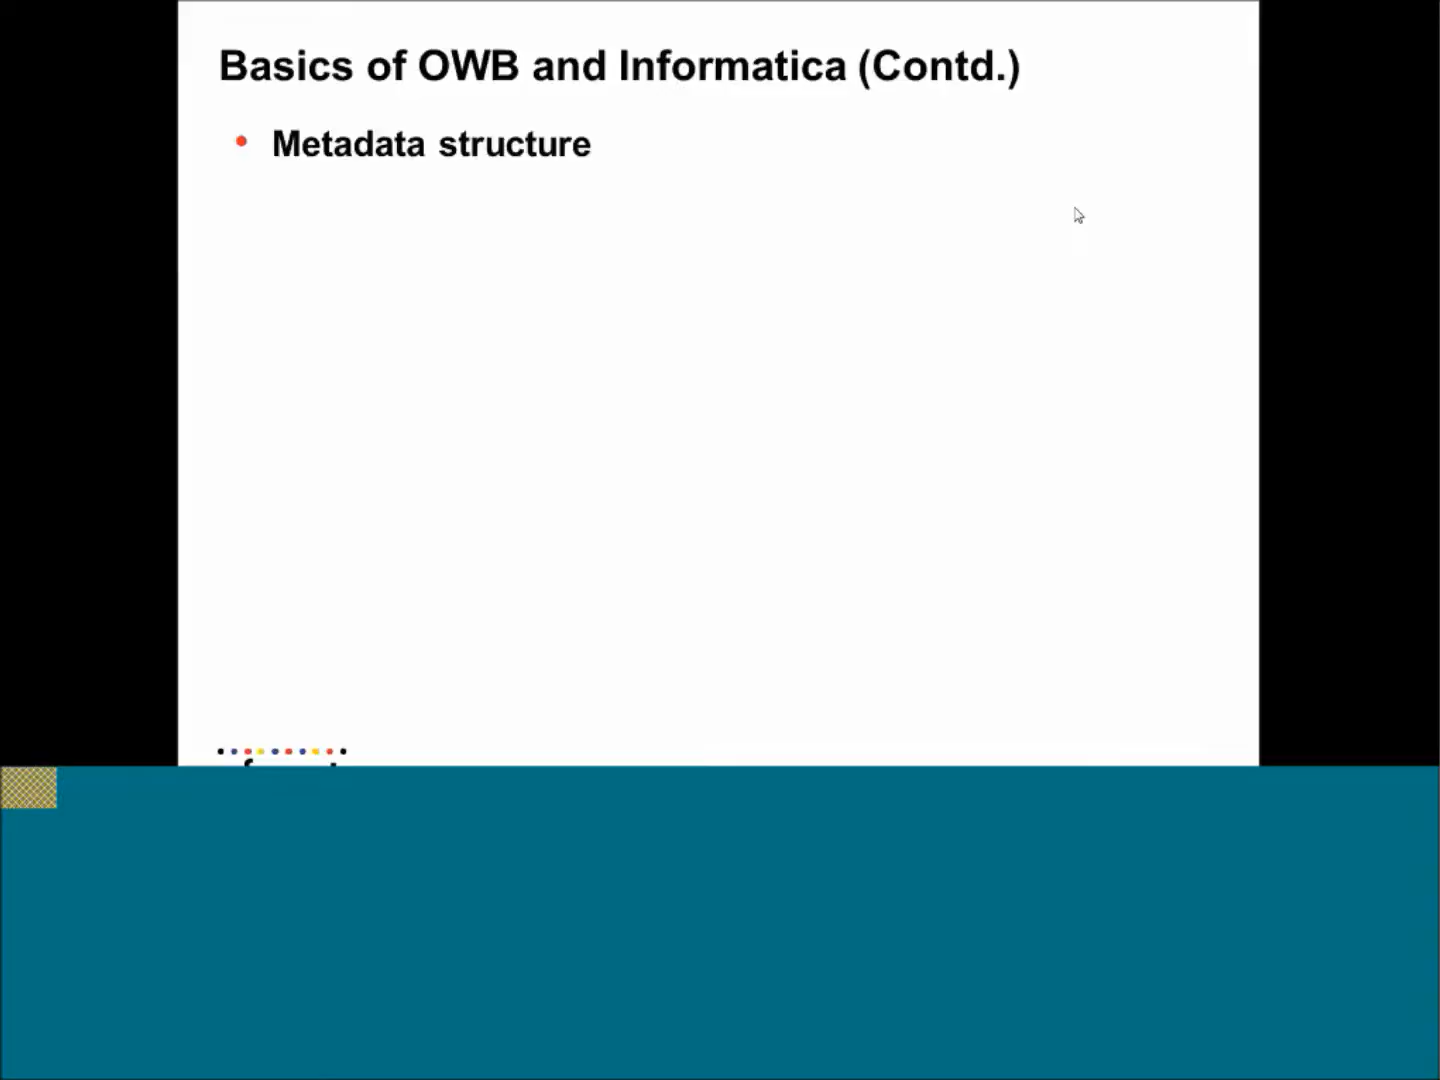 Basics of OWB and Informatica (Contd.)
Metadata structure